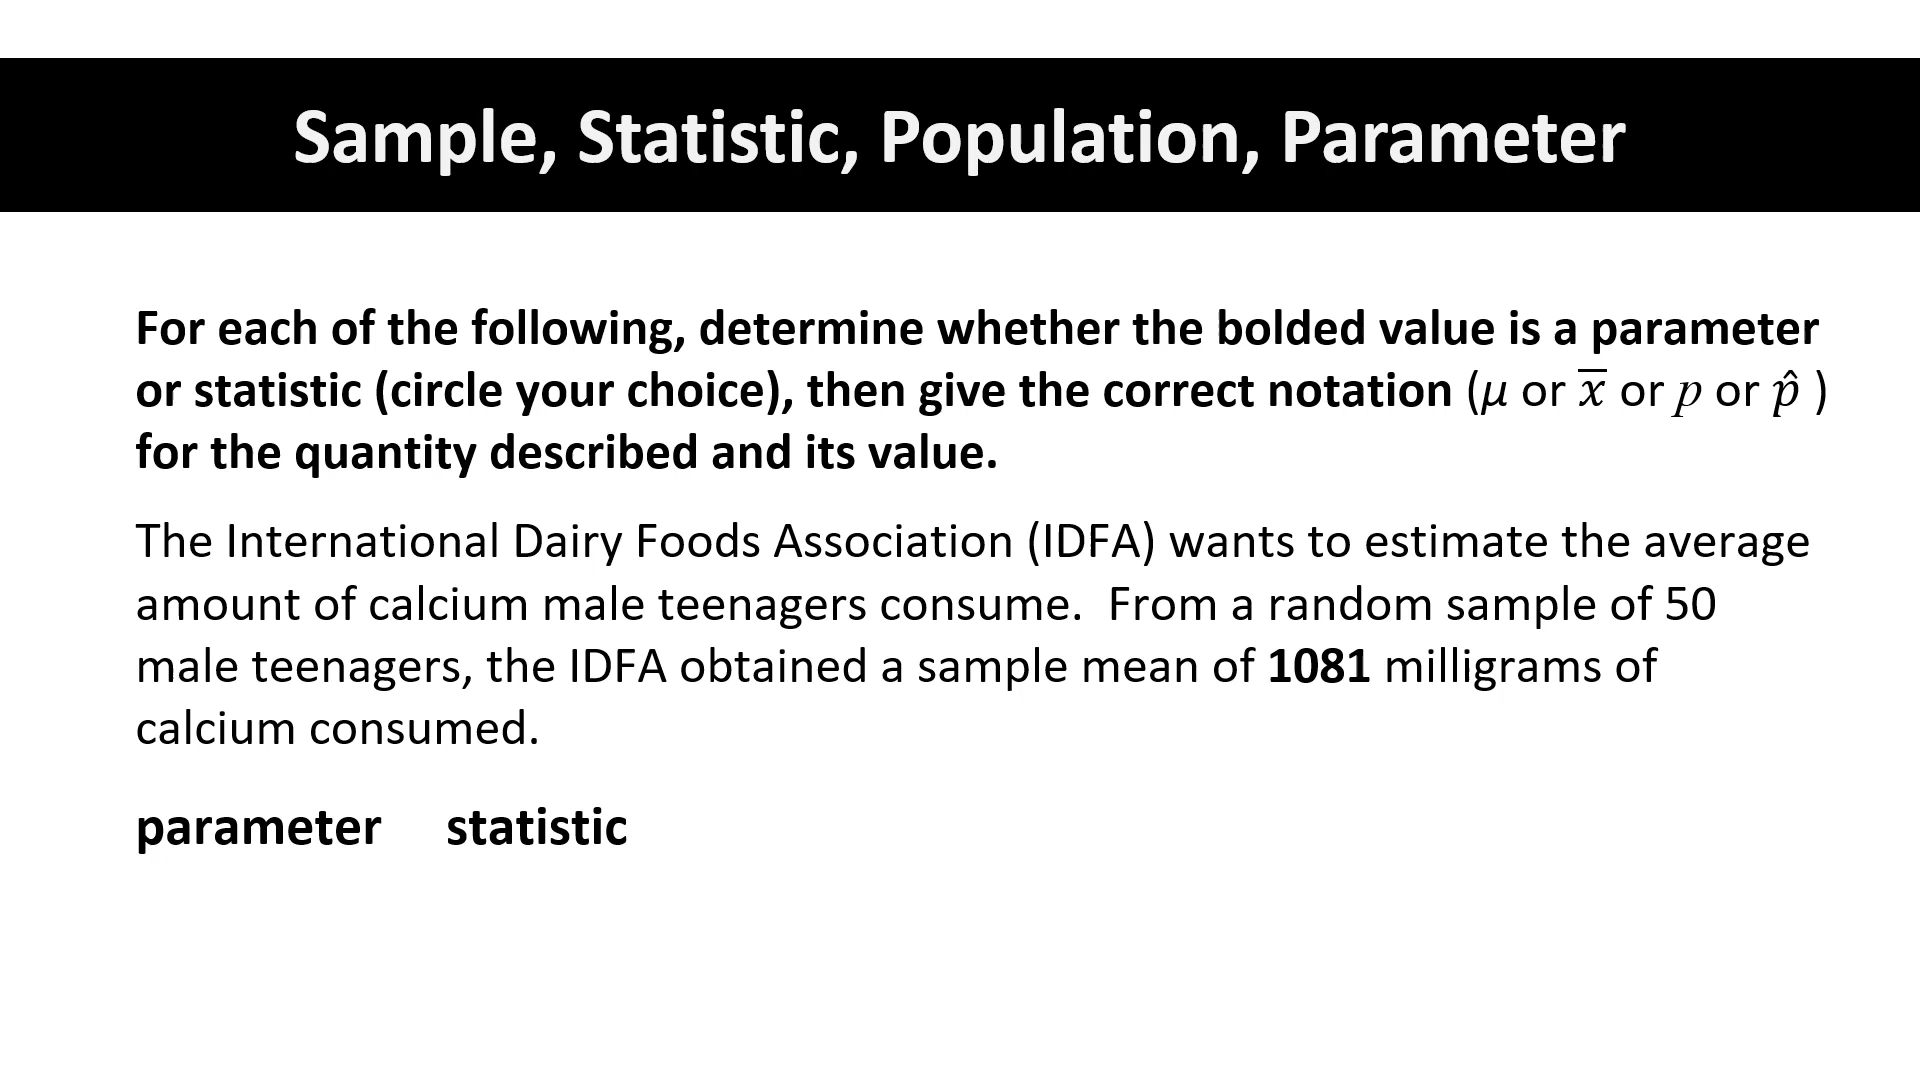 Sample, Statistic, Population, Parameter
For each of the following, determine whether the bolded value is a parameter
or statistic (circle your choice), then give the correct notation (μ or x̅ or p or p̂ )
for the quantity described and its value.
The International Dairy Foods Association (IDFA) wants to estimate the average
amount of calcium male teenagers consume.  From a random sample of 50
male teenagers, the IDFA obtained a sample mean of 1081 milligrams of
calcium consumed.
parameter    statistic